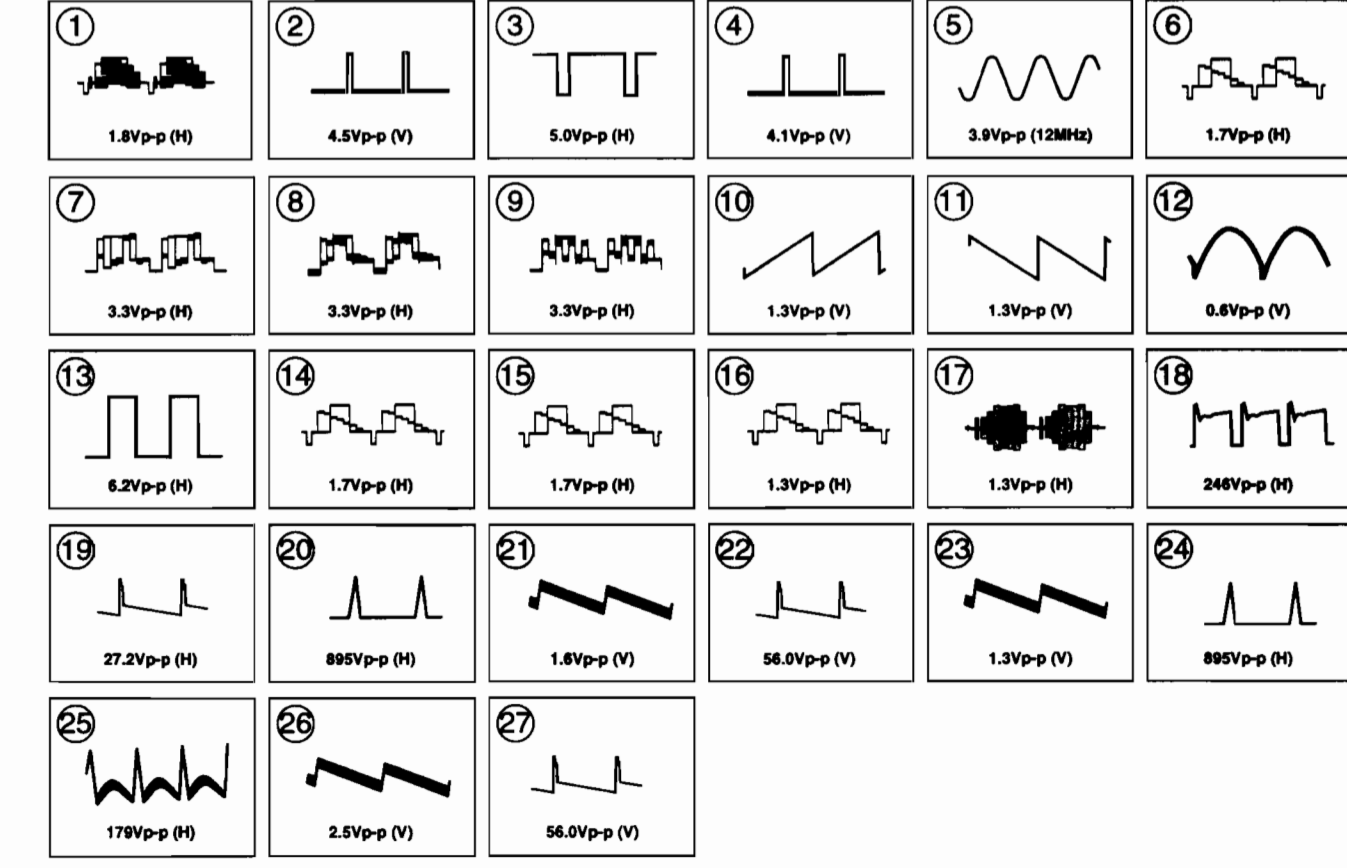 1 2 3 4 5 6
1.8Vp-p (H) 4.5Vp-p (V) 5.0Vp-p (H) 4.1Vp-p (V) 3.9Vp-p (12MHz) 1.7Vp-p (H)
7 8 9 10 11 12
3.3Vp-p (H) 3.3Vp-p (H) 3.3Vp-p (H) 1.3Vp-p (V) 1.3Vp-p (V) 0.6Vp-p (V)
13 14 15 16 17 18
6.2Vp-p (H) 1.7Vp-p (H) 1.7Vp-p (H) 1.3Vp-p (H) 1.3Vp-p (H) 246Vp-p (H)
19 20 21 22 23 24
27.2Vp-p (H) 895Vp-p (H) 1.6Vp-p (V) 56.0Vp-p (V) 1.3Vp-p (V) 895Vp-p (H)
25 26 27
179Vp-p (H) 2.5Vp-p (V) 56.0Vp-p (V)